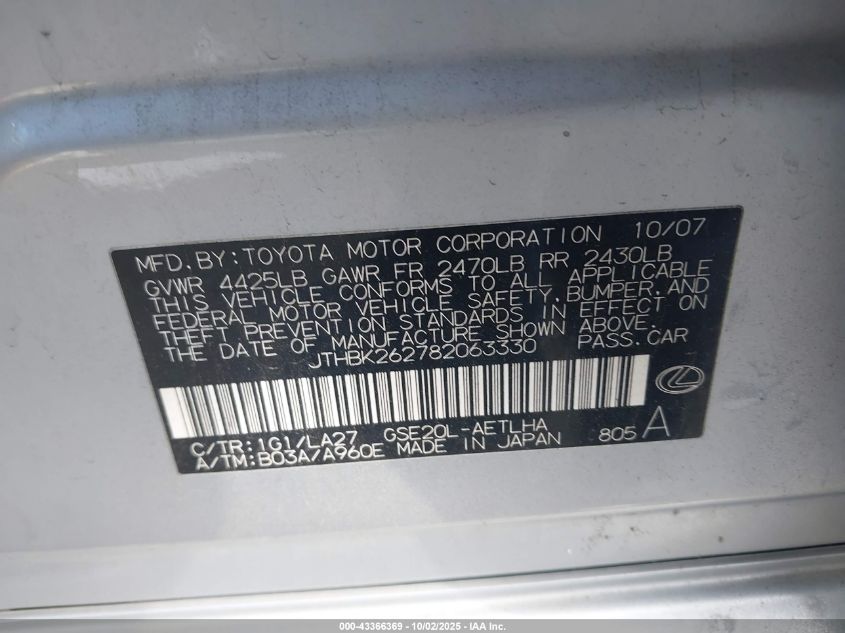 MFD. BY: TOYOTA MOTOR CORPORATION 10/07
GVWR 4425LB GAWR FR 2470LB RR 2430LB
THIS VEHICLE CONFORMS TO ALL APPLICABLE
FEDERAL MOTOR VEHICLE SAFETY, BUMPER, AND
THEFT PREVENTION STANDARDS IN EFFECT ON
THE DATE OF MANUFACTURE SHOWN ABOVE.
JTHBK262782063330 PASS. CAR
C/TR: 1G1/LA27 GSE20L-AETLHA
A/TM: B03A/A960E MADE IN JAPAN 805 A
000-43366369 - 10/02/2025 - IAA Inc.